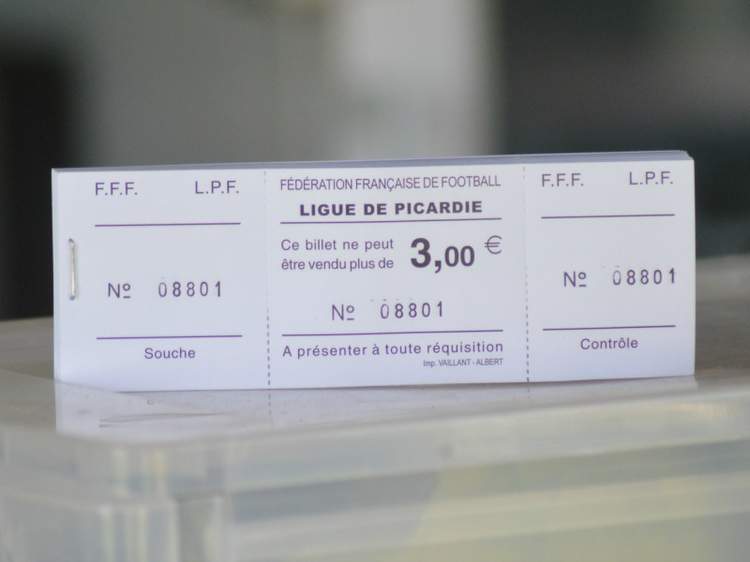 F.F.F. L.P.F.
Nº 08801
Souche
FÉDÉRATION FRANÇAISE DE FOOTBALL
LIGUE DE PICARDIE
Ce billet ne peut
être vendu plus de 3,00 €
Nº 08801
A présenter à toute réquisition
Imp. VAILLANT - ALBERT
F.F.F. L.P.F.
Nº 08801
Contrôle